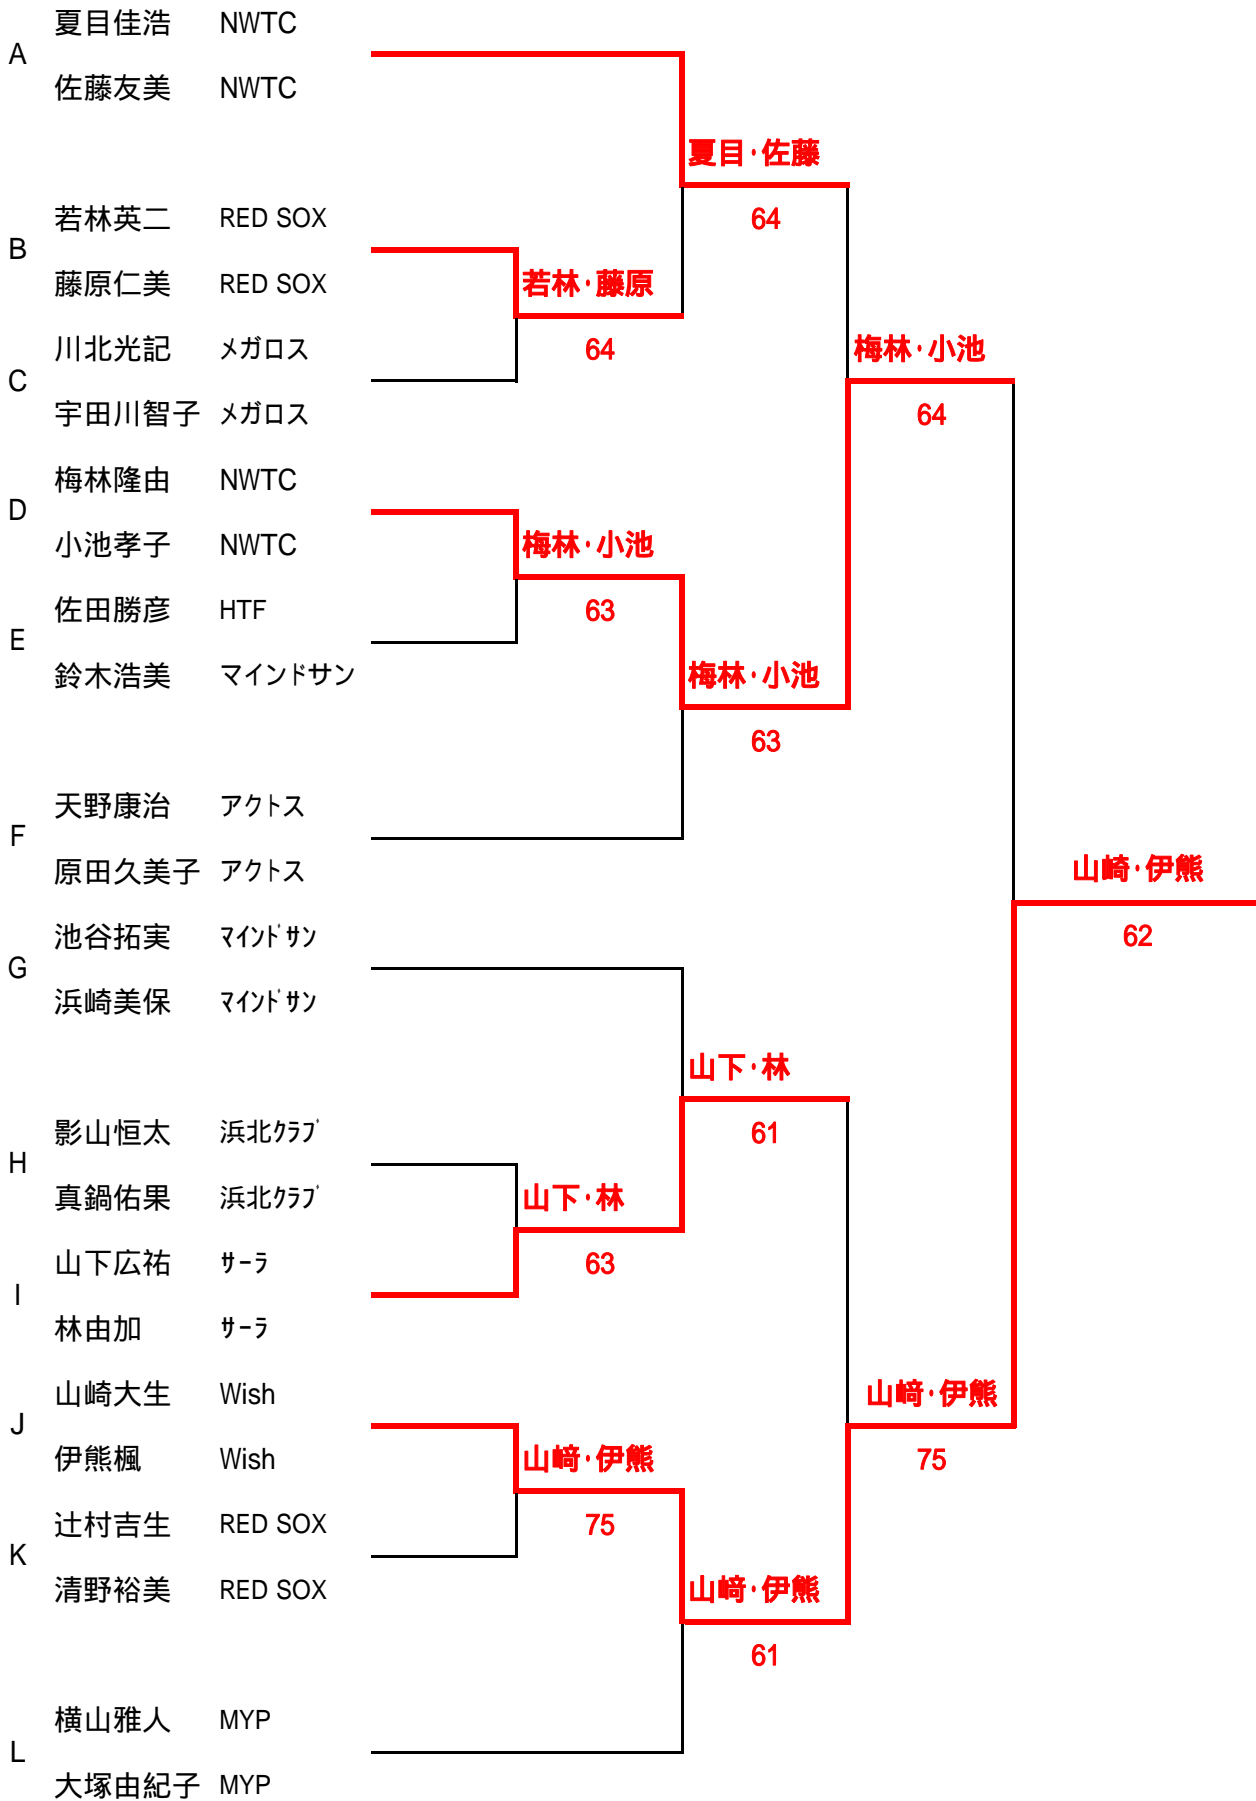 夏目佳浩 NWTC
A
佐藤友美 NWTC
夏目・佐藤
若林英二 RED SOX 64
B
藤原仁美 RED SOX 若林・藤原
川北光記 メガロス 64 梅林・小池
C
宇田川智子 メガロス 64
梅林隆由 NWTC
D
小池孝子 NWTC 梅林・小池
佐田勝彦 HTF 63
E
鈴木浩美 マインドサン 梅林・小池
63
天野康治 アクトス
F
原田久美子 アクトス 山崎・伊熊
池谷拓実 ﾏｲﾝﾄﾞｻﾝ 62
G
浜崎美保 ﾏｲﾝﾄﾞｻﾝ
山下・林
影山恒太 浜北ｸﾗﾌﾞ 61
H
真鍋佑果 浜北ｸﾗﾌﾞ 山下・林
山下広祐 ｻｰﾗ 63
I
林由加 ｻｰﾗ
山崎大生 Wish 山﨑・伊熊
J
伊熊楓 Wish 山﨑・伊熊 75
辻村吉生 RED SOX 75
K
清野裕美 RED SOX 山﨑・伊熊
61
横山雅人 MYP
L
大塚由紀子 MYP